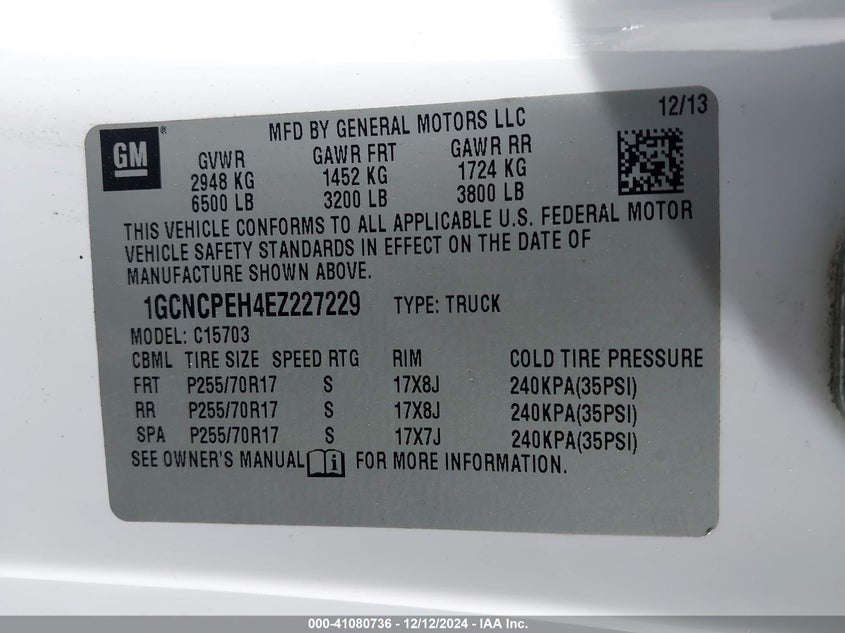 12/13
MFD BY GENERAL MOTORS LLC
GM ®
GVWR GAWR FRT GAWR RR
2948 KG 1452 KG 1724 KG
6500 LB 3200 LB 3800 LB
THIS VEHICLE CONFORMS TO ALL APPLICABLE U.S. FEDERAL MOTOR
VEHICLE SAFETY STANDARDS IN EFFECT ON THE DATE OF
MANUFACTURE SHOWN ABOVE.
1GCNCPEH4EZ227229 TYPE: TRUCK
MODEL: C15703
CBML TIRE SIZE SPEED RTG RIM COLD TIRE PRESSURE
FRT P255/70R17 S 17X8J 240KPA(35PSI)
RR P255/70R17 S 17X8J 240KPA(35PSI)
SPA P255/70R17 S 17X7J 240KPA(35PSI)
SEE OWNER'S MANUAL i FOR MORE INFORMATION.
000-41080736 - 12/12/2024 - IAA Inc.